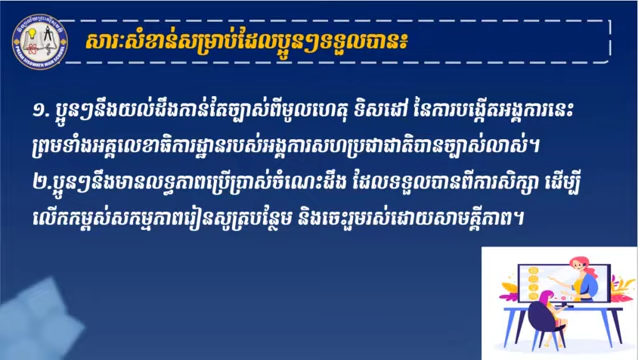 សារៈសំខាន់សម្រាប់ដែលប្អូនៗទទួលបាន៖
១. ប្អូនៗនឹងយល់ដឹងកាន់តែច្បាស់ពីមូលហេតុ ទិសដៅ នៃការបង្កើតអង្គការនេះ
ព្រមទាំងអគ្គលេខាធិការដ្ឋានរបស់អង្គការសហប្រជាជាតិបានច្បាស់លាស់។
២.ប្អូនៗនឹងមានលទ្ធភាពប្រើប្រាស់ចំណេះដឹង ដែលទទួលបានពីការសិក្សា ដើម្បី
លើកកម្ពស់សកម្មភាពរៀនសូត្របន្ថែម និងចេះរួមរស់ដោយសាមគ្គីភាព។